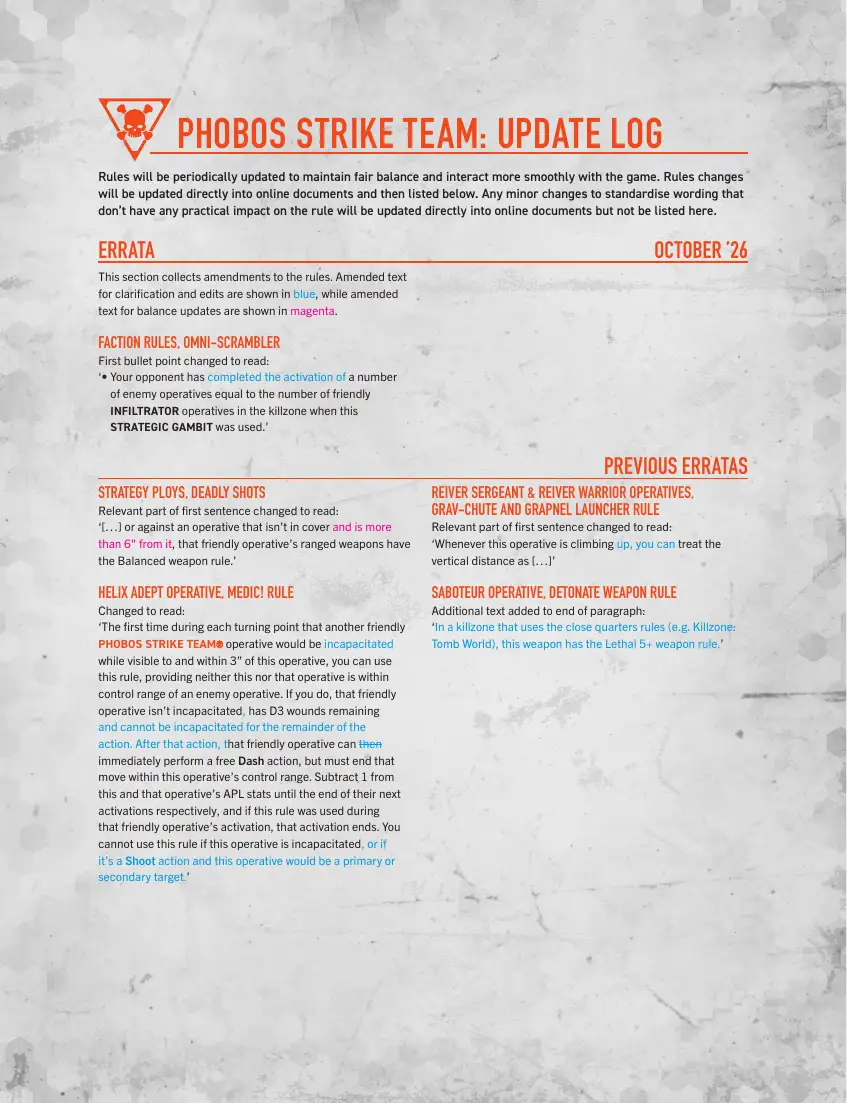 PHOBOS STRIKE TEAM: UPDATE LOG
Rules will be periodically updated to maintain fair balance and interact more smoothly with the game. Rules changes
will be updated directly into online documents and then listed below. Any minor changes to standardise wording that
don’t have any practical impact on the rule will be updated directly into online documents but not be listed here.
ERRATA
OCTOBER ’26
This section collects amendments to the rules. Amended text
for clarification and edits are shown in blue, while amended
text for balance updates are shown in magenta.
FACTION RULES, OMNI-SCRAMBLER
First bullet point changed to read:
‘• Your opponent has completed the activation of a number
of enemy operatives equal to the number of friendly
INFILTRATOR operatives in the killzone when this
STRATEGIC GAMBIT was used.’
PREVIOUS ERRATAS
STRATEGY PLOYS, DEADLY SHOTS
Relevant part of first sentence changed to read:
‘[…] or against an operative that isn’t in cover and is more
than 6" from it, that friendly operative’s ranged weapons have
the Balanced weapon rule.’
HELIX ADEPT OPERATIVE, MEDIC! RULE
Changed to read:
‘The first time during each turning point that another friendly
PHOBOS STRIKE TEAM operative would be incapacitated
while visible to and within 3" of this operative, you can use
this rule, providing neither this nor that operative is within
control range of an enemy operative. If you do, that friendly
operative isn’t incapacitated, has D3 wounds remaining
and cannot be incapacitated for the remainder of the
action. After that action, that friendly operative can then
immediately perform a free Dash action, but must end that
move within this operative’s control range. Subtract 1 from
this and that operative’s APL stats until the end of their next
activations respectively, and if this rule was used during
that friendly operative’s activation, that activation ends. You
cannot use this rule if this operative is incapacitated, or if
it’s a Shoot action and this operative would be a primary or
secondary target.’
REIVER SERGEANT & REIVER WARRIOR OPERATIVES,
GRAV-CHUTE AND GRAPNEL LAUNCHER RULE
Relevant part of first sentence changed to read:
‘Whenever this operative is climbing up, you can treat the
vertical distance as […]’
SABOTEUR OPERATIVE, DETONATE WEAPON RULE
Additional text added to end of paragraph:
‘In a killzone that uses the close quarters rules (e.g. Killzone:
Tomb World), this weapon has the Lethal 5+ weapon rule.’